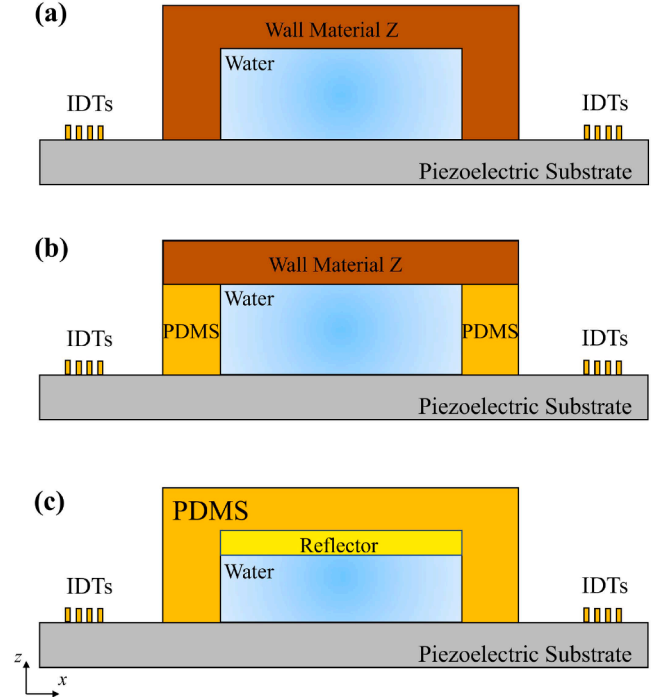 (a)
Wall Material Z
Water
IDTs
IDTs
Piezoelectric Substrate
(b)
Wall Material Z
Water
PDMS
PDMS
IDTs
IDTs
Piezoelectric Substrate
(c)
PDMS
Reflector
Water
IDTs
IDTs
Piezoelectric Substrate
z
x